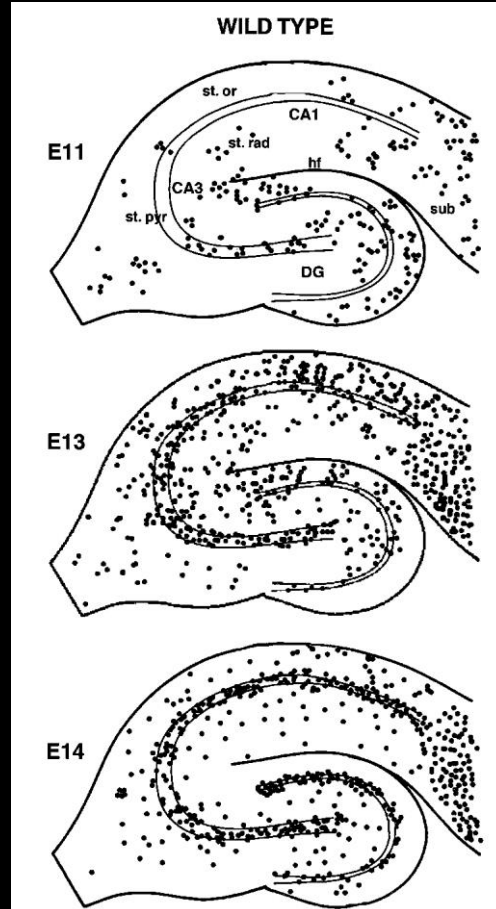 WILD TYPE
st. or
CA1
E11
st. rad
hf
CA3
st. pyr
sub
DG
E13
E14